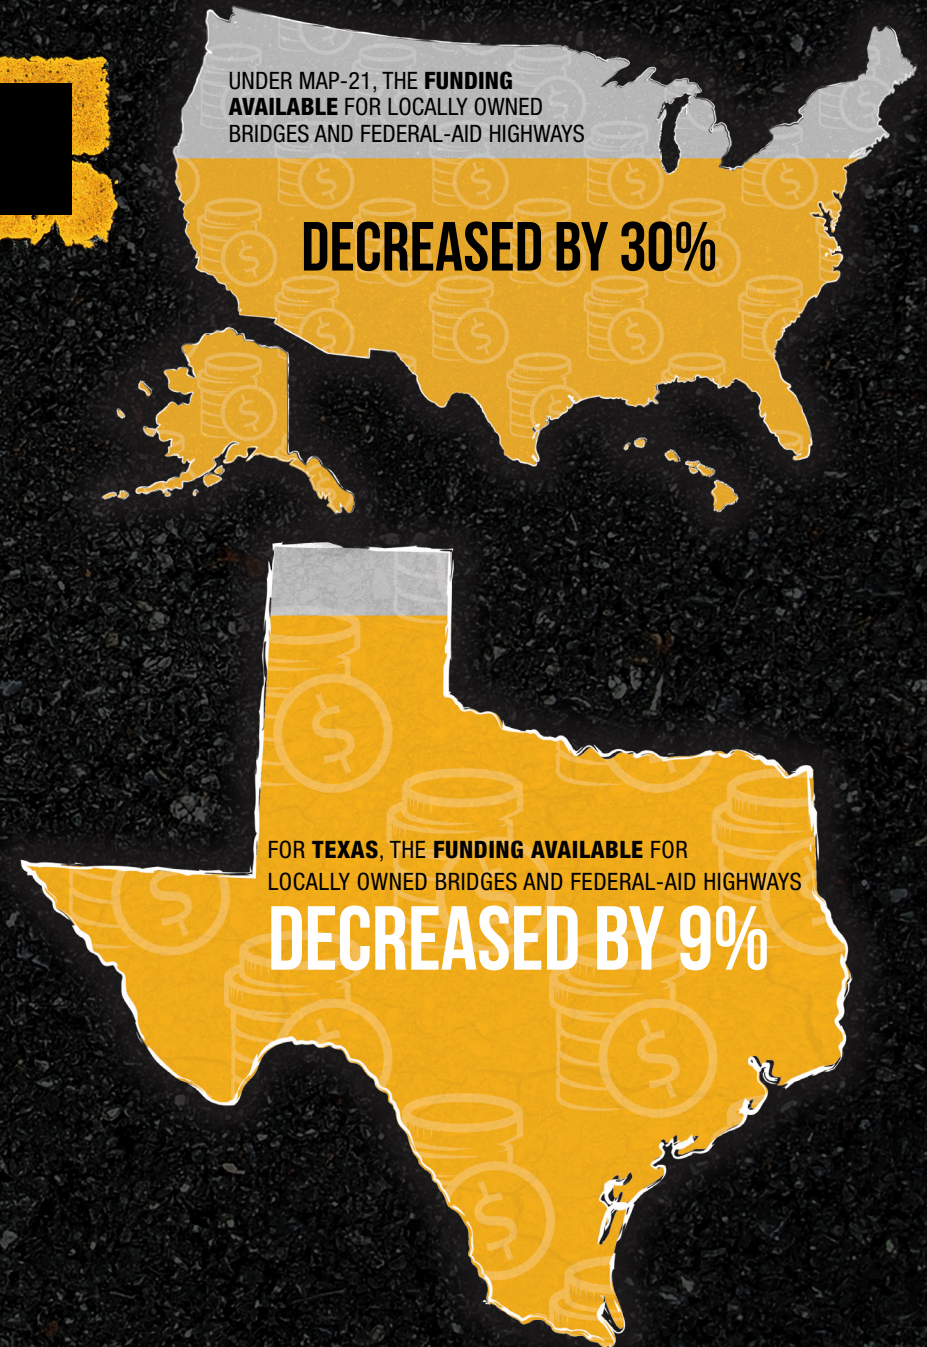 UNDER MAP-21, THE FUNDING
AVAILABLE FOR LOCALLY OWNED
BRIDGES AND FEDERAL-AID HIGHWAYS
DECREASED BY 30%
FOR TEXAS, THE FUNDING AVAILABLE FOR
LOCALLY OWNED BRIDGES AND FEDERAL-AID HIGHWAYS
DECREASED BY 9%